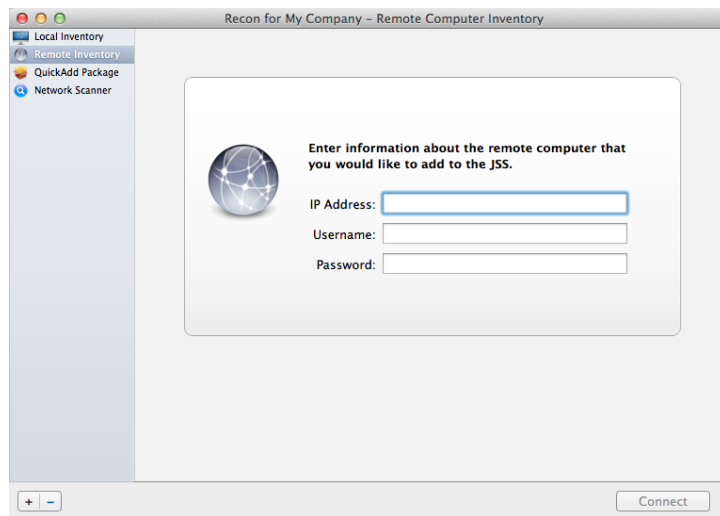 Recon for My Company – Remote Computer Inventory
Local Inventory
Remote Inventory
QuickAdd Package
Network Scanner
Enter information about the remote computer that
you would like to add to the JSS.
IP Address:
Username:
Password:
+ –
Connect